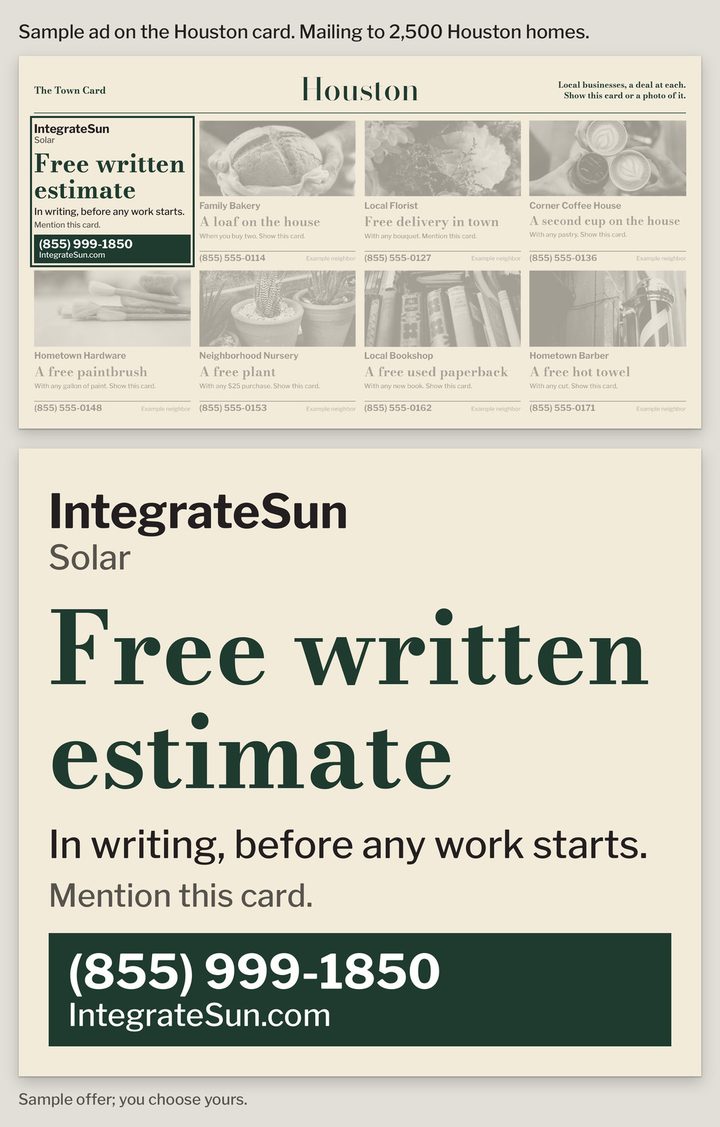 Sample ad on the Houston card. Mailing to 2,500 Houston homes.
The Town Card
Houston
Local businesses, a deal at each.
Show this card or a photo of it.
IntegrateSun
Solar
Free written
estimate
In writing, before any work starts.
Mention this card.
(855) 999-1850
IntegrateSun.com
Family Bakery
A loaf on the house
When you buy two. Show this card.
(855) 555-0114
Example neighbor
Local Florist
Free delivery in town
With any bouquet. Mention this card.
(855) 555-0127
Example neighbor
Corner Coffee House
A second cup on the house
With any pastry. Show this card.
(855) 555-0136
Example neighbor
Hometown Hardware
A free paintbrush
With any gallon of paint. Show this card.
(855) 555-0148
Example neighbor
Neighborhood Nursery
A free plant
With any $25 purchase. Show this card.
(855) 555-0153
Example neighbor
Local Bookshop
A free used paperback
With any new book. Show this card.
(855) 555-0162
Example neighbor
Hometown Barber
A free hot towel
With any cut. Show this card.
(855) 555-0171
Example neighbor
IntegrateSun
Solar
Free written
estimate
In writing, before any work starts.
Mention this card.
(855) 999-1850
IntegrateSun.com
Sample offer; you choose yours.